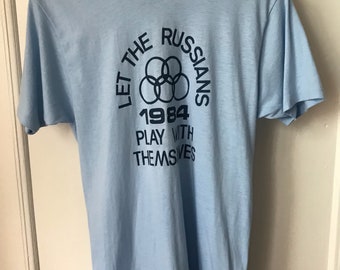 LET THE RUSSIANS
1984
PLAY WITH
THEMSELVES